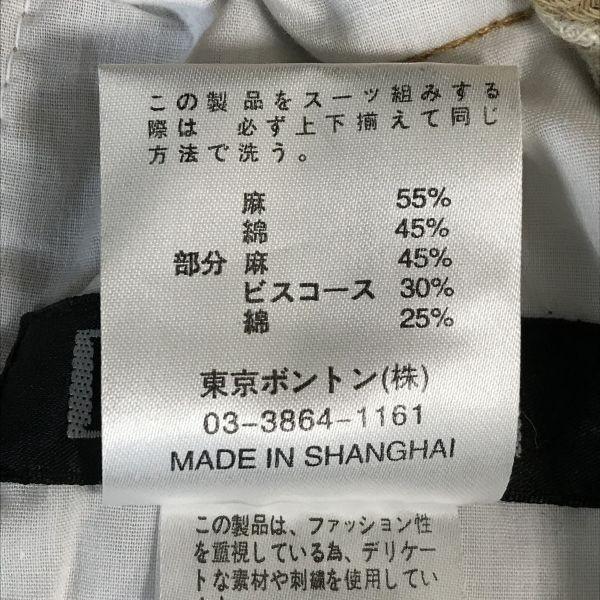 この製品をスーツ組みする
際は 必ず上下揃えて同じ
方法で洗う。
麻 55%
綿 45%
部分 麻 45%
ビスコース 30%
綿 25%
東京ボントン(株)
03-3864-1161
MADE IN SHANGHAI
この製品は、ファッション性
を重視している為、デリケー
トな素材や刺繍を使用してい